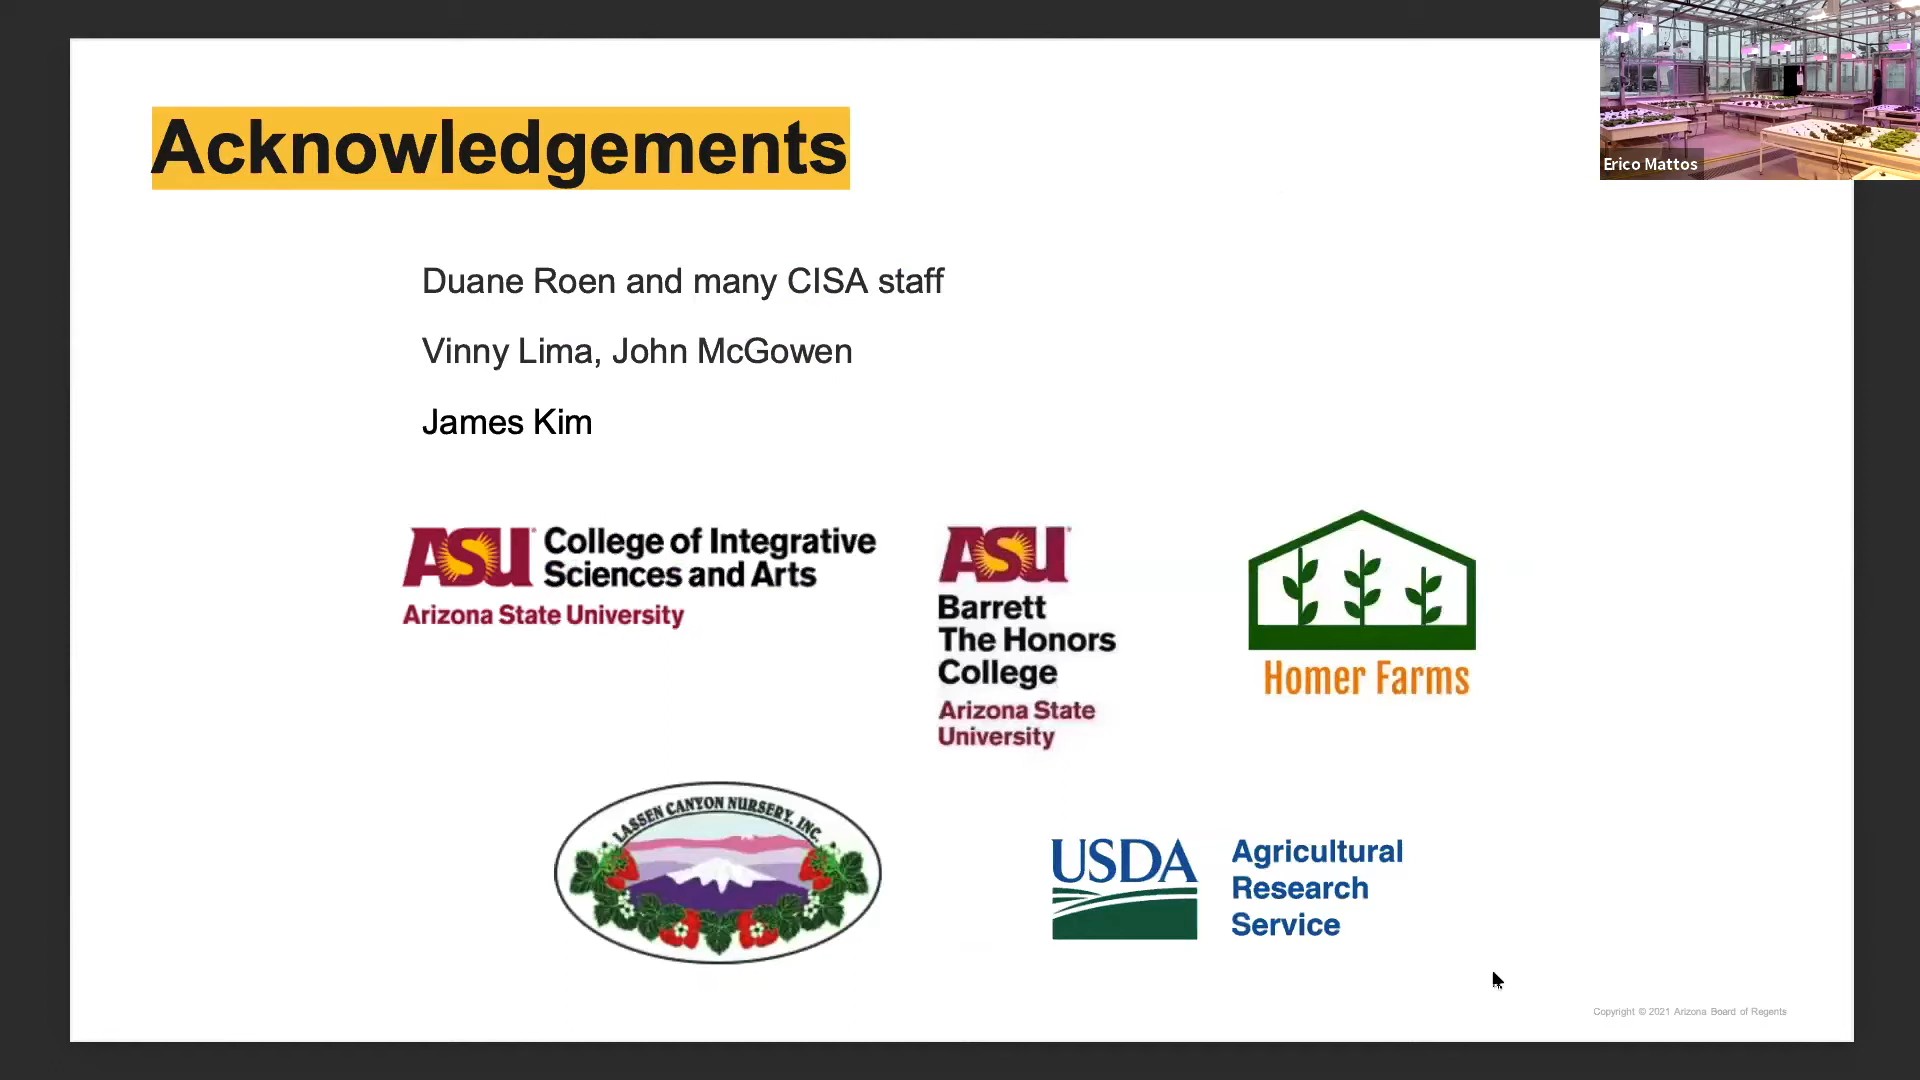 Acknowledgements
Erico Mattos
Duane Roen and many CISA staff
Vinny Lima, John McGowen
James Kim
ASU College of Integrative
Sciences and Arts
Arizona State University
ASU
Barrett
The Honors
College
Arizona State
University
Homer Farms
LASSEN CANYON NURSERY, INC.
USDA
Agricultural
Research
Service
Copyright © 2021 Arizona Board of Regents